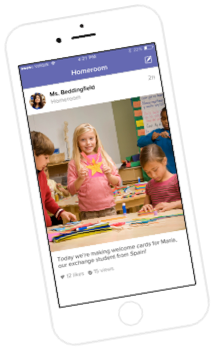 4:21 PM
Homeroom
Ms. Beddingfield
Homeroom
2h
Today we're making welcome cards for Maria,
our exchange student from Spain!
12 likes 15 views